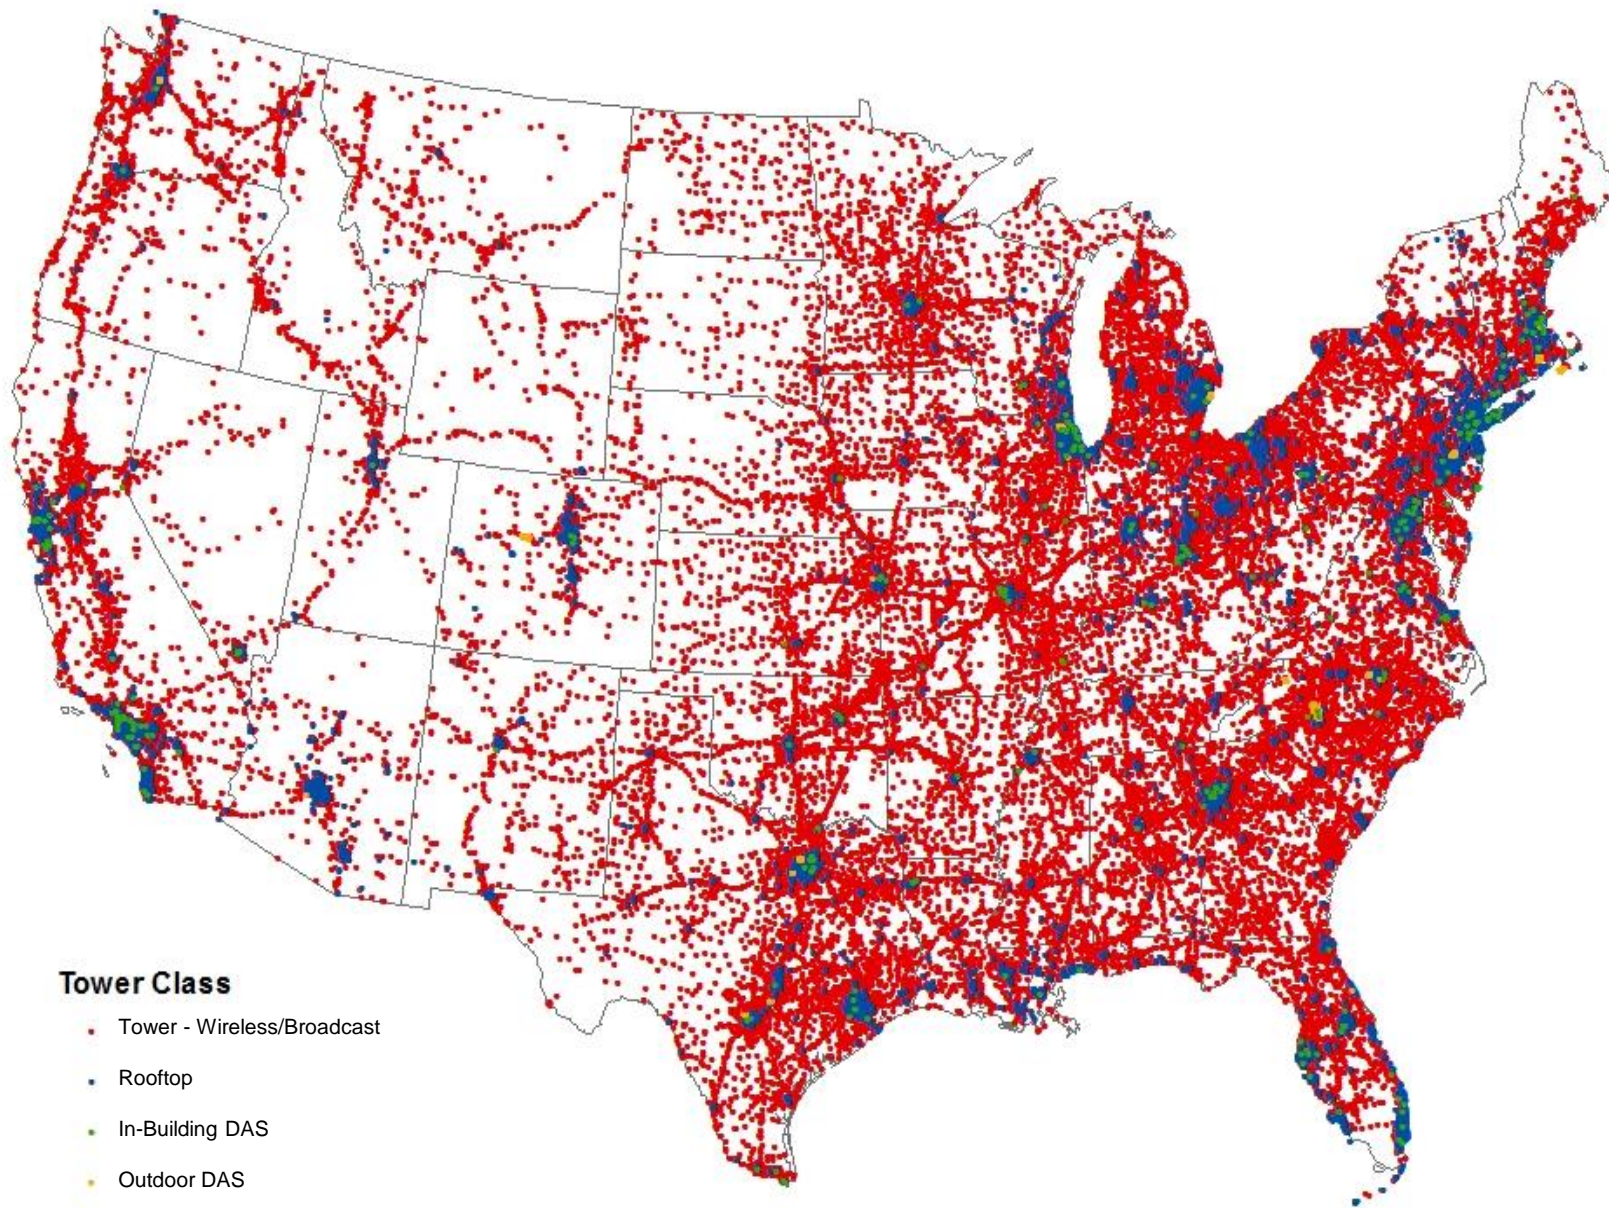 Tower Class
Tower - Wireless/Broadcast
Rooftop
In-Building DAS
Outdoor DAS